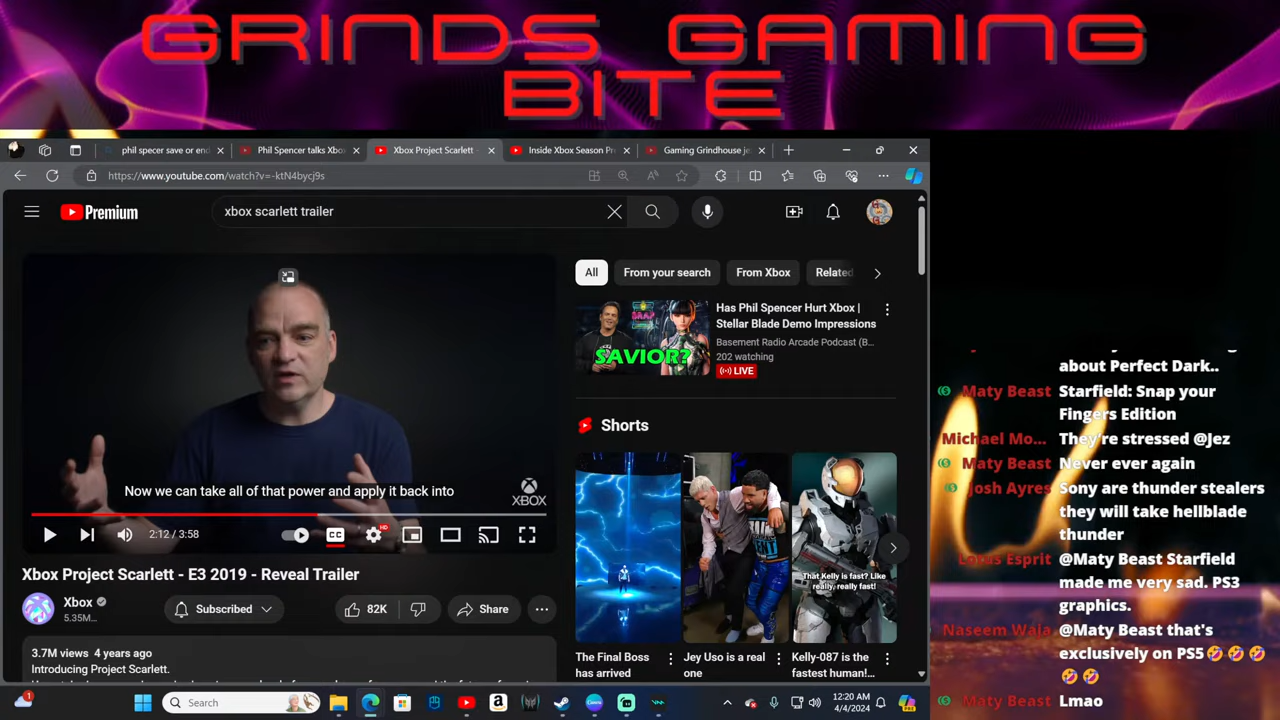 GRINDS GAMING
BITE
phil specer save or end
Phil Spencer talks Xbo
Xbox Project Scarlett -
Inside Xbox Season Pr
Gaming Grindhouse je
https://www.youtube.com/watch?v=-ktN4bycj9s
Premium
xbox scarlett trailer
Now we can take all of that power and apply it back into
XBOX
2:12 / 3:58
CC
HD
All
From your search
From Xbox
Related
SAVIOR?
Has Phil Spencer Hurt Xbox |
Stellar Blade Demo Impressions
Basement Radio Arcade Podcast (B...
202 watching
LIVE
Shorts
That Kelly is fast? Like
really, really fast!
The Final Boss
has arrived
Jey Uso is a real
one
Kelly-087 is the
fastest human!...
Xbox Project Scarlett - E3 2019 - Reveal Trailer
Xbox
5.35M...
Subscribed
82K
Share
3.7M views 4 years ago
Introducing Project Scarlett.
about Perfect Dark..
Maty Beast Starfield: Snap your
Fingers Edition
Michael Mo... They're stressed @Jez
Maty Beast Never ever again
Josh Ayres Sony are thunder stealers
they will take hellblade
thunder
Lotus Esprit @Maty Beast Starfield
made me very sad. PS3
graphics.
Naseem Waja @Maty Beast that's
exclusively on PS5🤣🤣🤣
🤣🤣
Maty Beast Lmao
1
Search
12:20 AM
4/4/2024